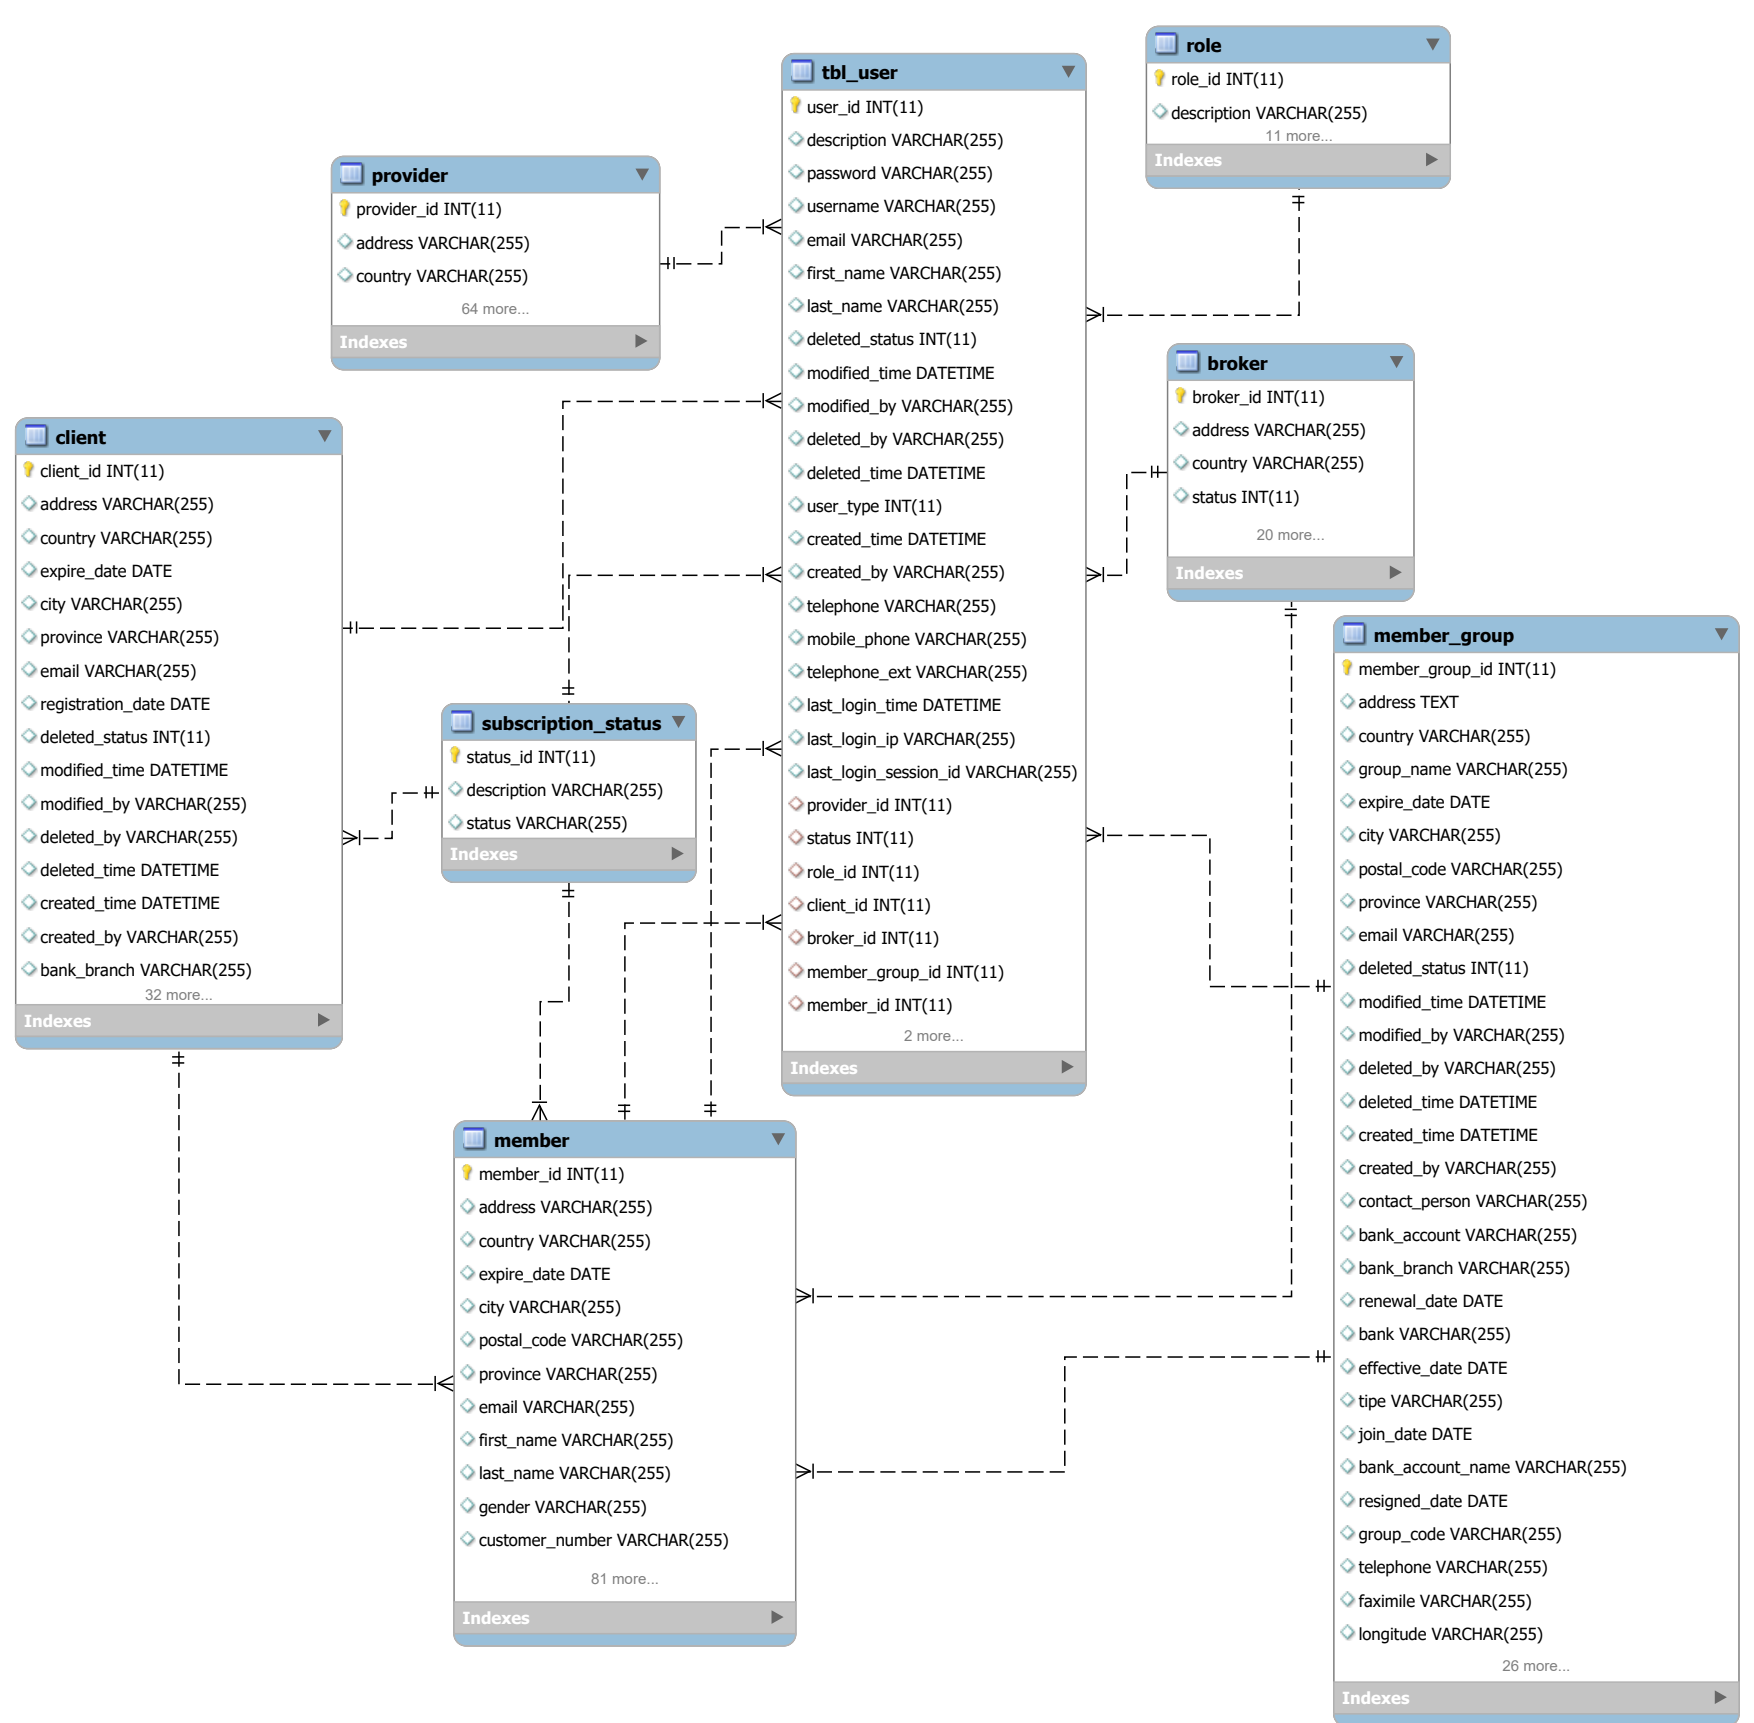 role
role_id INT(11)
description VARCHAR(255)
11 more...
Indexes
tbl_user
user_id INT(11)
description VARCHAR(255)
password VARCHAR(255)
username VARCHAR(255)
email VARCHAR(255)
first_name VARCHAR(255)
last_name VARCHAR(255)
deleted_status INT(11)
modified_time DATETIME
modified_by VARCHAR(255)
deleted_by VARCHAR(255)
deleted_time DATETIME
user_type INT(11)
created_time DATETIME
created_by VARCHAR(255)
telephone VARCHAR(255)
mobile_phone VARCHAR(255)
telephone_ext VARCHAR(255)
last_login_time DATETIME
last_login_ip VARCHAR(255)
last_login_session_id VARCHAR(255)
provider_id INT(11)
status INT(11)
role_id INT(11)
client_id INT(11)
broker_id INT(11)
member_group_id INT(11)
member_id INT(11)
2 more...
Indexes
provider
provider_id INT(11)
address VARCHAR(255)
country VARCHAR(255)
64 more...
Indexes
broker
broker_id INT(11)
address VARCHAR(255)
country VARCHAR(255)
status INT(11)
20 more...
Indexes
client
client_id INT(11)
address VARCHAR(255)
country VARCHAR(255)
expire_date DATE
city VARCHAR(255)
province VARCHAR(255)
email VARCHAR(255)
registration_date DATE
deleted_status INT(11)
modified_time DATETIME
modified_by VARCHAR(255)
deleted_by VARCHAR(255)
deleted_time DATETIME
created_time DATETIME
created_by VARCHAR(255)
bank_branch VARCHAR(255)
32 more...
Indexes
subscription_status
status_id INT(11)
description VARCHAR(255)
status VARCHAR(255)
Indexes
member_group
member_group_id INT(11)
address TEXT
country VARCHAR(255)
group_name VARCHAR(255)
expire_date DATE
city VARCHAR(255)
postal_code VARCHAR(255)
province VARCHAR(255)
email VARCHAR(255)
deleted_status INT(11)
modified_time DATETIME
modified_by VARCHAR(255)
deleted_by VARCHAR(255)
deleted_time DATETIME
created_time DATETIME
created_by VARCHAR(255)
contact_person VARCHAR(255)
bank_account VARCHAR(255)
bank_branch VARCHAR(255)
renewal_date DATE
bank VARCHAR(255)
effective_date DATE
tipe VARCHAR(255)
join_date DATE
bank_account_name VARCHAR(255)
resigned_date DATE
group_code VARCHAR(255)
telephone VARCHAR(255)
faximile VARCHAR(255)
longitude VARCHAR(255)
26 more...
Indexes
member
member_id INT(11)
address VARCHAR(255)
country VARCHAR(255)
expire_date DATE
city VARCHAR(255)
postal_code VARCHAR(255)
province VARCHAR(255)
email VARCHAR(255)
first_name VARCHAR(255)
last_name VARCHAR(255)
gender VARCHAR(255)
customer_number VARCHAR(255)
81 more...
Indexes